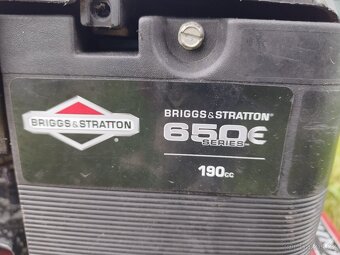 BRIGGS&STRATTON
BRIGGS&STRATTON®
650E
SERIES
190cc